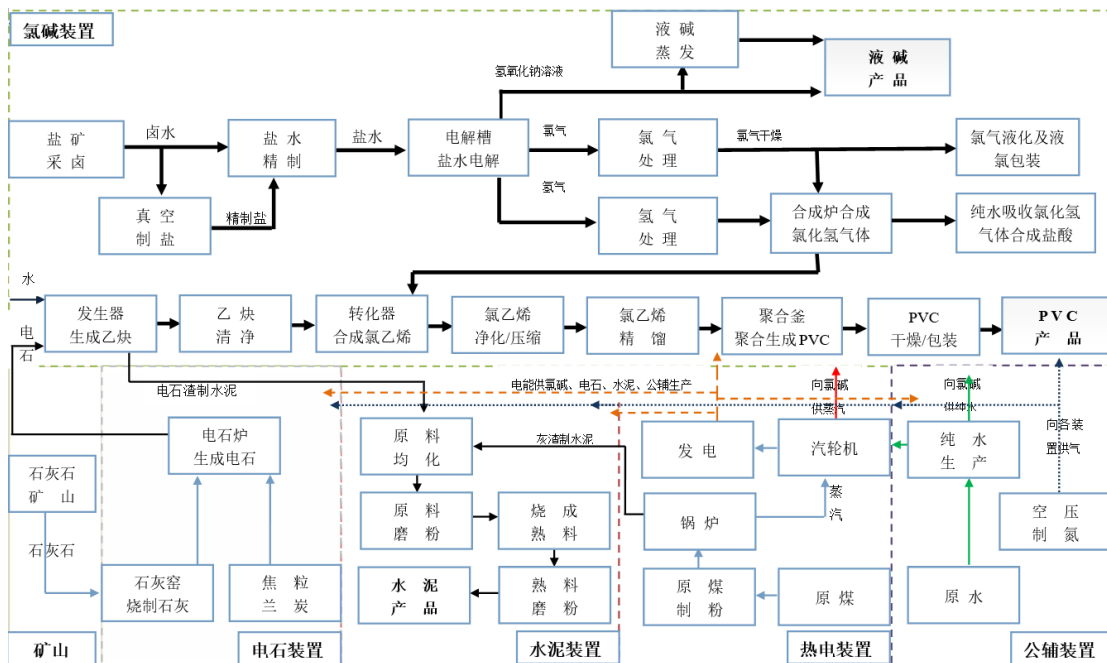 氯碱装置
液 碱
蒸 发
液 碱
产 品
氢氧化钠溶液
盐 矿
采 卤
卤水
盐 水
精 制
盐水
电解槽
盐水电解
氯气
氯 气
处 理
氯气干燥
氯气液化及液
氯包装
真 空
制 盐
精制盐
氢气
氢 气
处 理
合成炉合成
氯化氢气体
纯水吸收氯化氢
气体合成盐酸
水
电
石
发生器
生成乙炔
乙 炔
清 净
转化器
合成氯乙烯
氯乙烯
净化/压缩
氯乙烯
精 馏
聚合釜
聚合生成PVC
PVC
干燥/包装
PVC
产 品
电石渣制水泥
电能供氯碱、电石、水泥、公辅生产
向氯碱
供蒸汽
向氯碱
供纯水
向各装
置供气
电石炉
生成电石
原 料
均 化
灰渣制水泥
发 电
汽轮机
纯 水
生 产
石灰石
矿 山
蒸
汽
原 料
磨 粉
烧 成
熟 料
锅炉
空 压
制 氮
石灰石
石灰窑
烧制石灰
焦 粒
兰 炭
水 泥
产 品
熟 料
磨 粉
原 煤
制 粉
原 煤
原 水
矿山
电石装置
水泥装置
热电装置
公辅装置